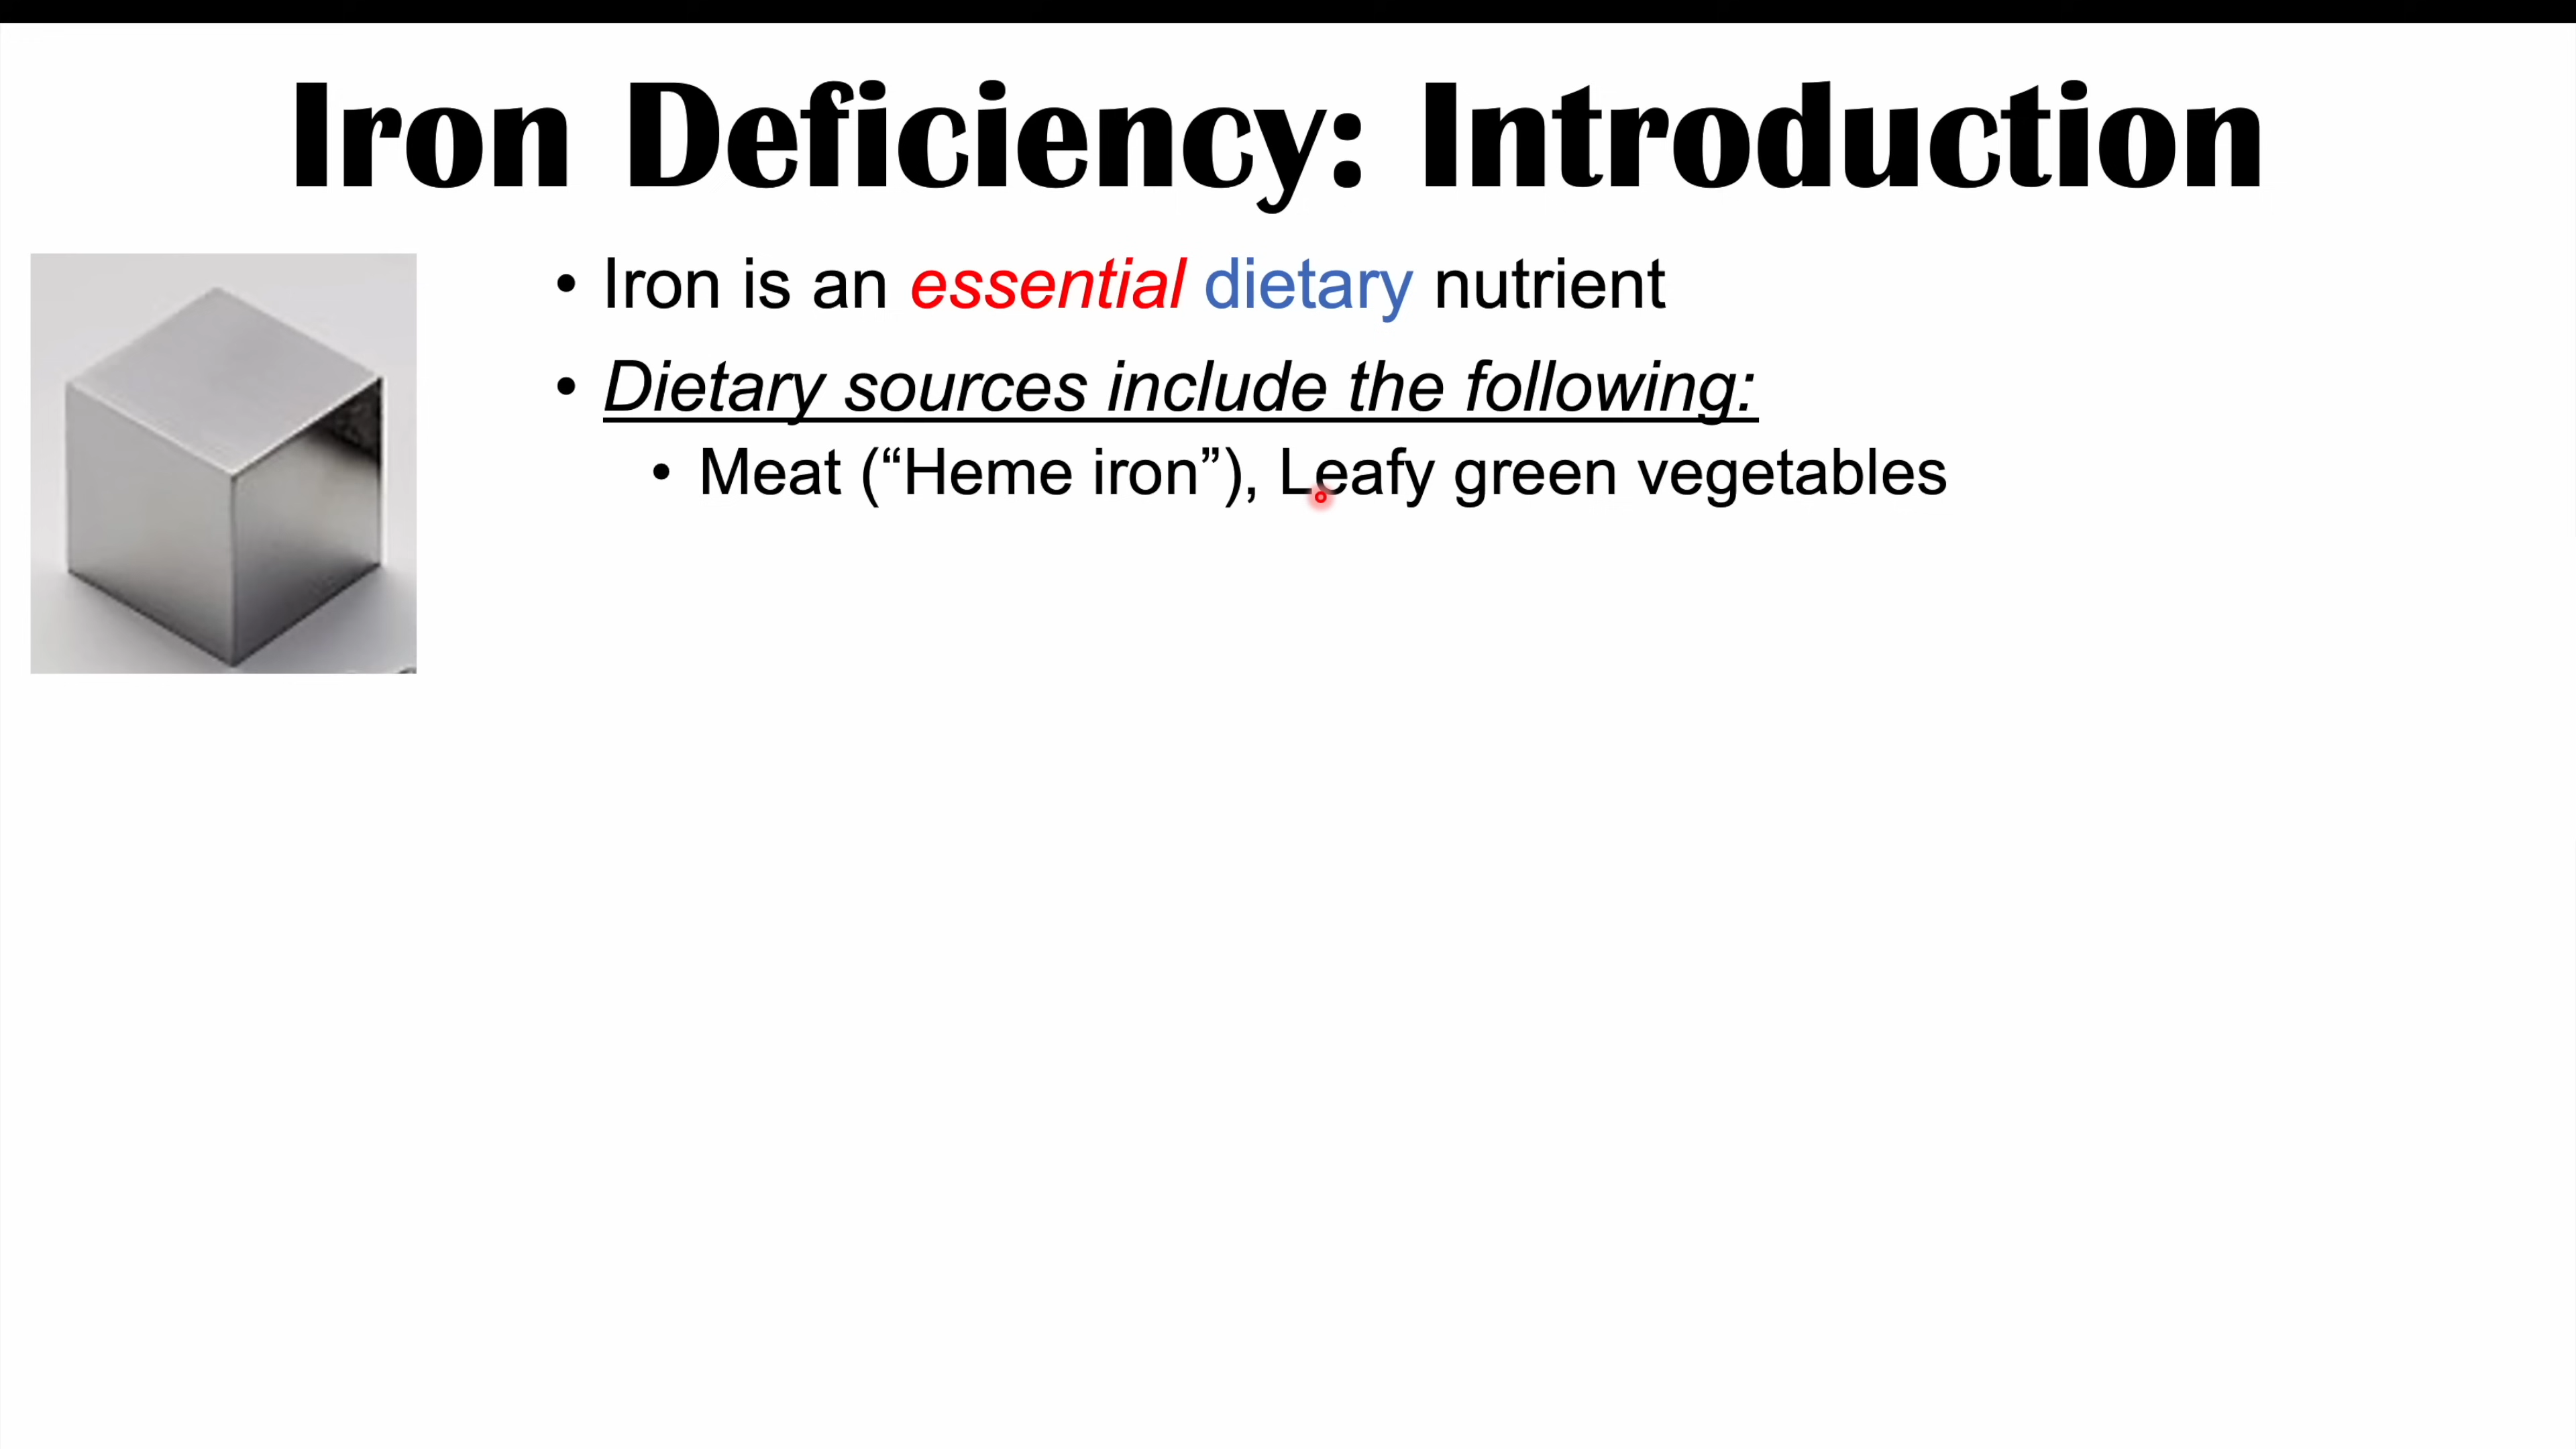 Iron Deficiency: Introduction
• Iron is an essential dietary nutrient
• Dietary sources include the following:
• Meat (“Heme iron”), Leafy green vegetables